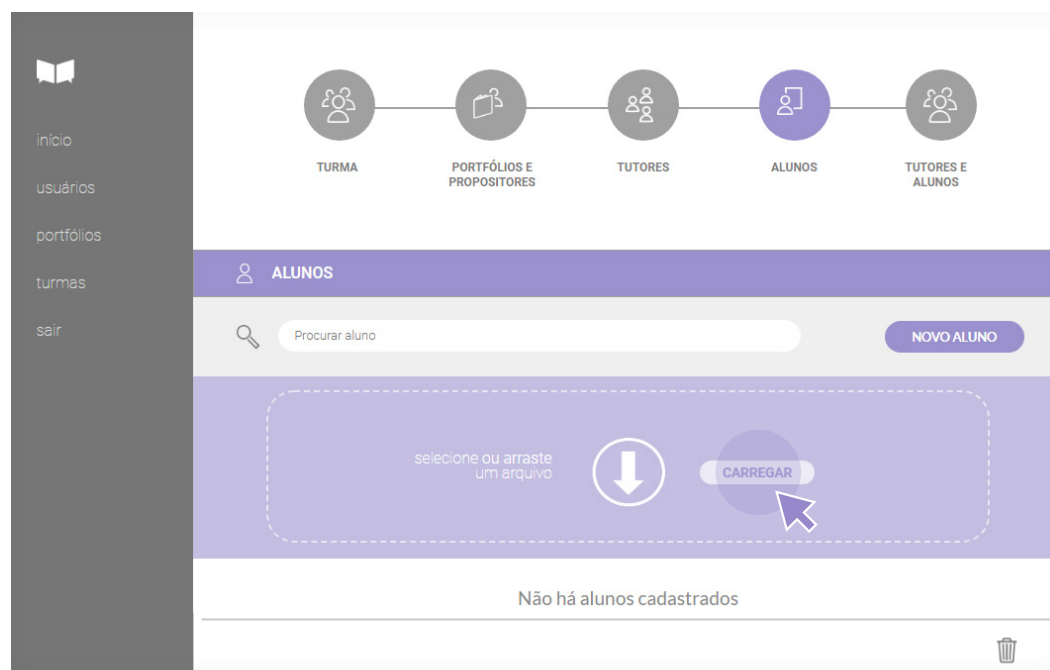 início
usuários
portfólios
turmas
sair
TURMA
PORTFÓLIOS E
PROPOSITORES
TUTORES
ALUNOS
TUTORES E
ALUNOS
ALUNOS
Procurar aluno
NOVO ALUNO
selecione ou arraste
um arquivo
CARREGAR
Não há alunos cadastrados